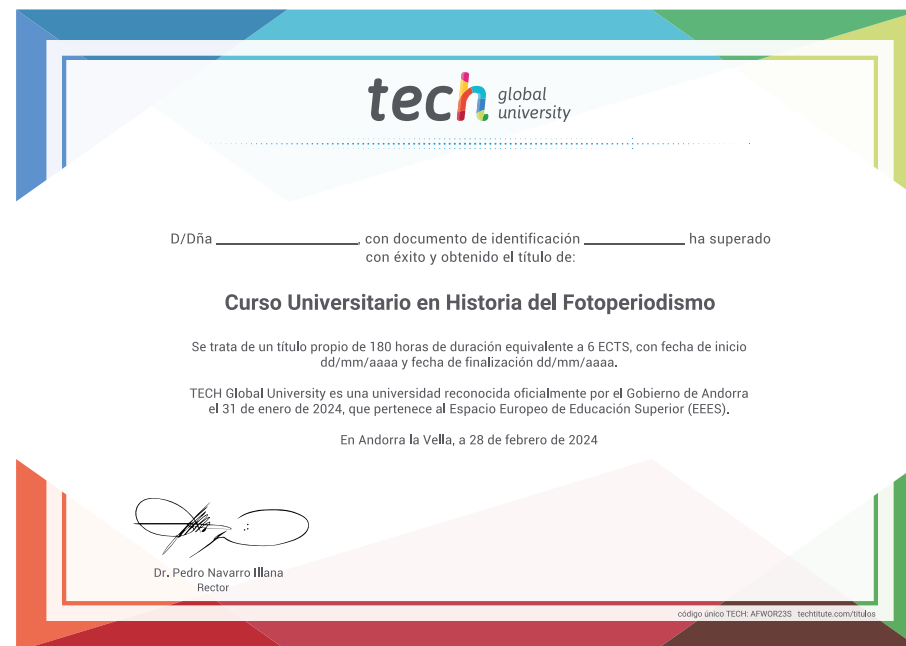 tech global university
D/Dña ____________________, con documento de identificación ______________ ha superado
con éxito y obtenido el título de:
Curso Universitario en Historia del Fotoperiodismo
Se trata de un título propio de 180 horas de duración equivalente a 6 ECTS, con fecha de inicio
dd/mm/aaaa y fecha de finalización dd/mm/aaaa.
TECH Global University es una universidad reconocida oficialmente por el Gobierno de Andorra
el 31 de enero de 2024, que pertenece al Espacio Europeo de Educación Superior (EEES).
En Andorra la Vella, a 28 de febrero de 2024
Dr. Pedro Navarro Illana
Rector
código único TECH: AFWOR23S techtitute.com/titulos